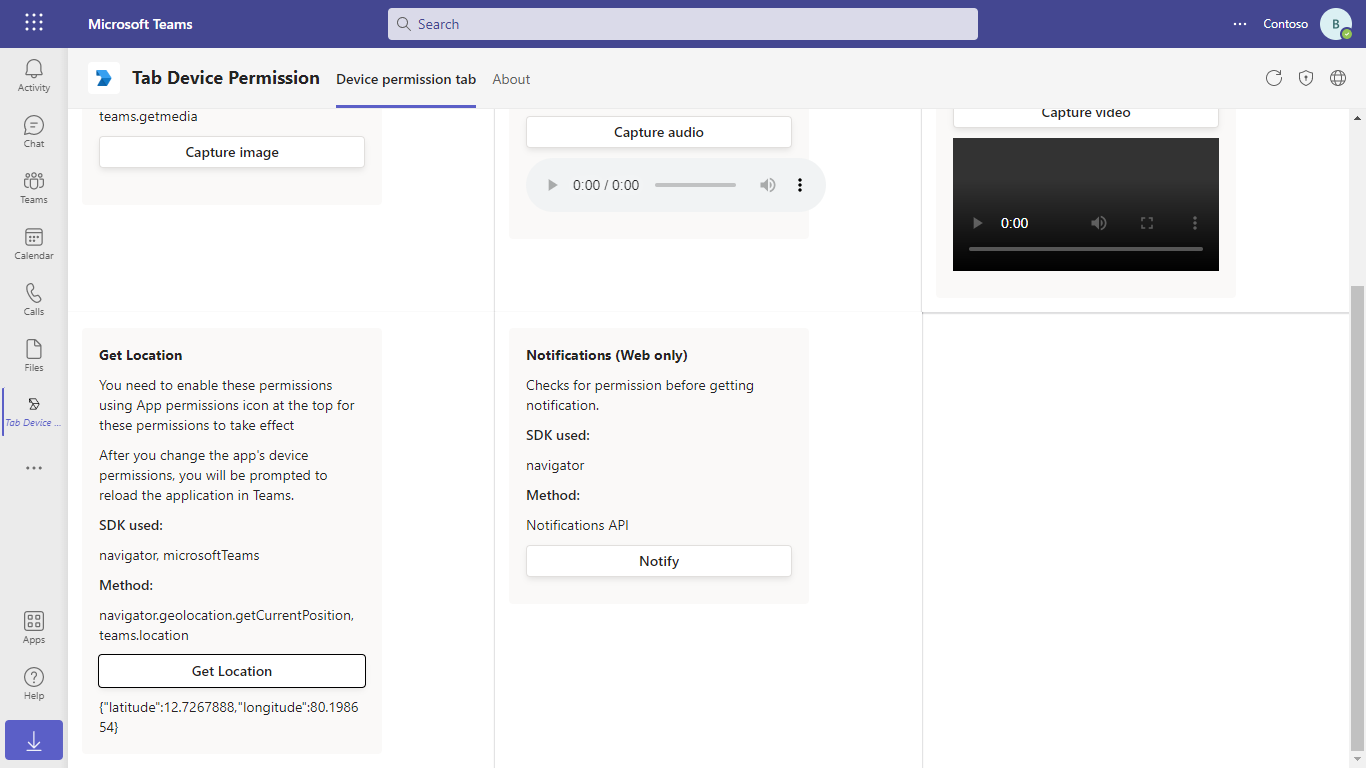 Microsoft Teams
Search
Contoso
B
Activity
Chat
Teams
Calendar
Calls
Files
Tab Device ...
Apps
Help
Tab Device Permission
Device permission tab
About
teams.getmedia
Capture image
Capture audio
0:00 / 0:00
Capture video
0:00
Get Location
You need to enable these permissions
using App permissions icon at the top for
these permissions to take effect
After you change the app's device
permissions, you will be prompted to
reload the application in Teams.
SDK used:
navigator, microsoftTeams
Method:
navigator.geolocation.getCurrentPosition,
teams.location
Get Location
{"latitude":12.7267888,"longitude":80.1986
54}
Notifications (Web only)
Checks for permission before getting
notification.
SDK used:
navigator
Method:
Notifications API
Notify